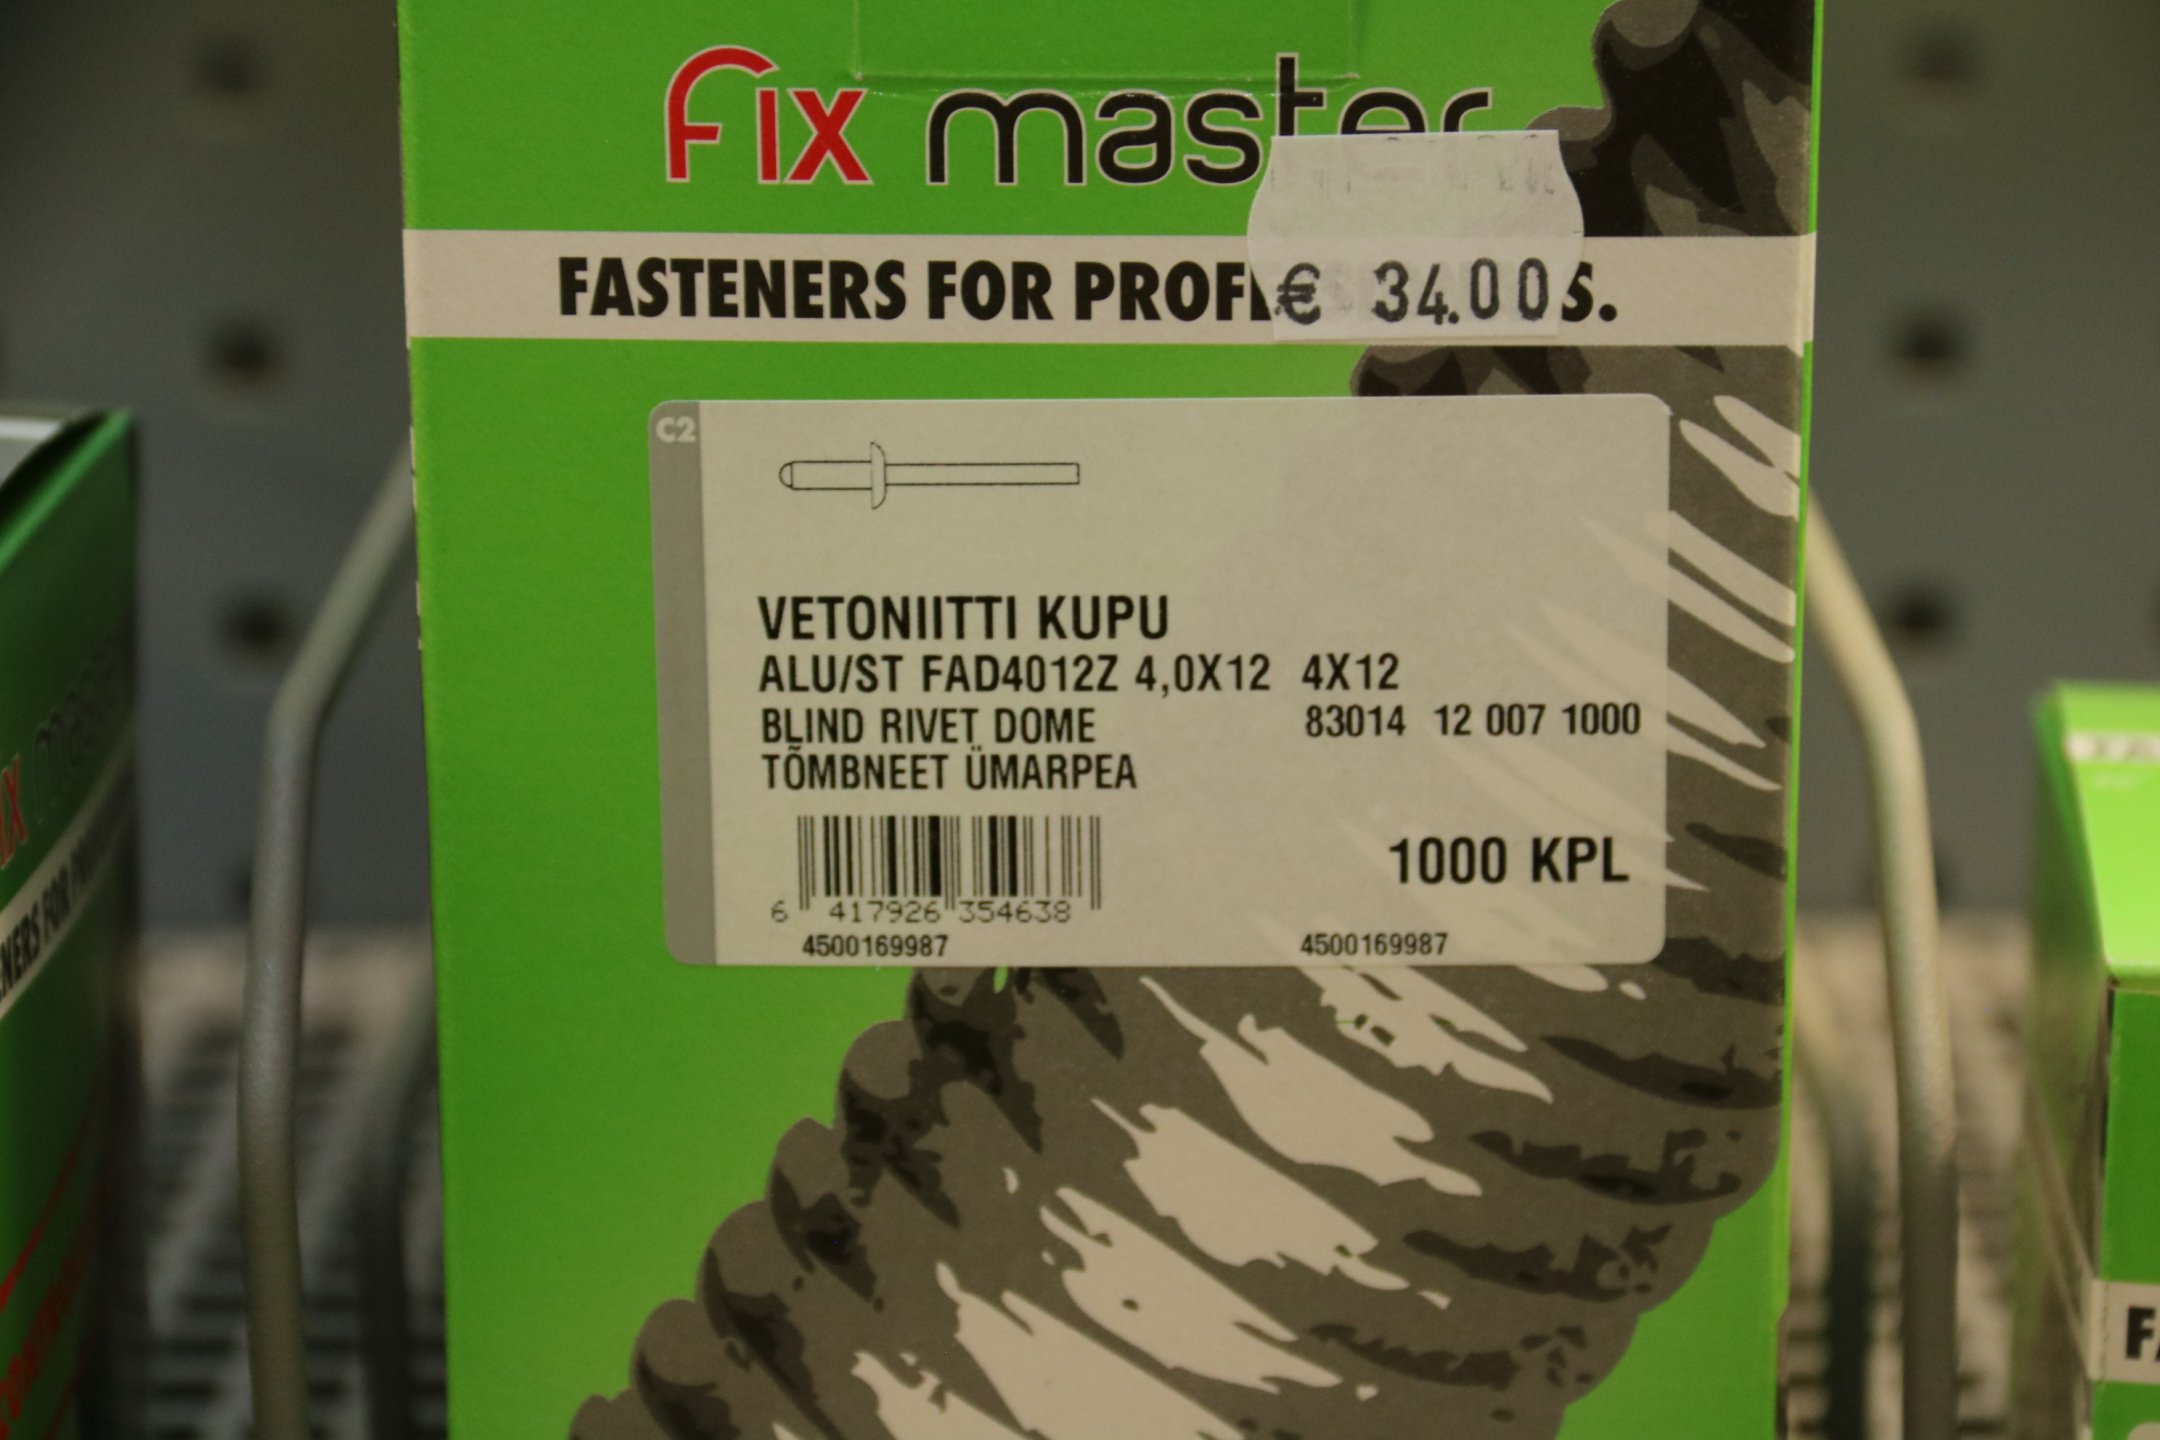 Fix master
FASTENERS FOR PROF
€ 34.00
S.
C2
VETONIITTI KUPU
ALU/ST FAD4012Z 4,0X12 4X12
BLIND RIVET DOME 83014 12 007 1000
TÕMBNEET ÜMARPEA
1000 KPL
6 417926 354638
4500169987 4500169987